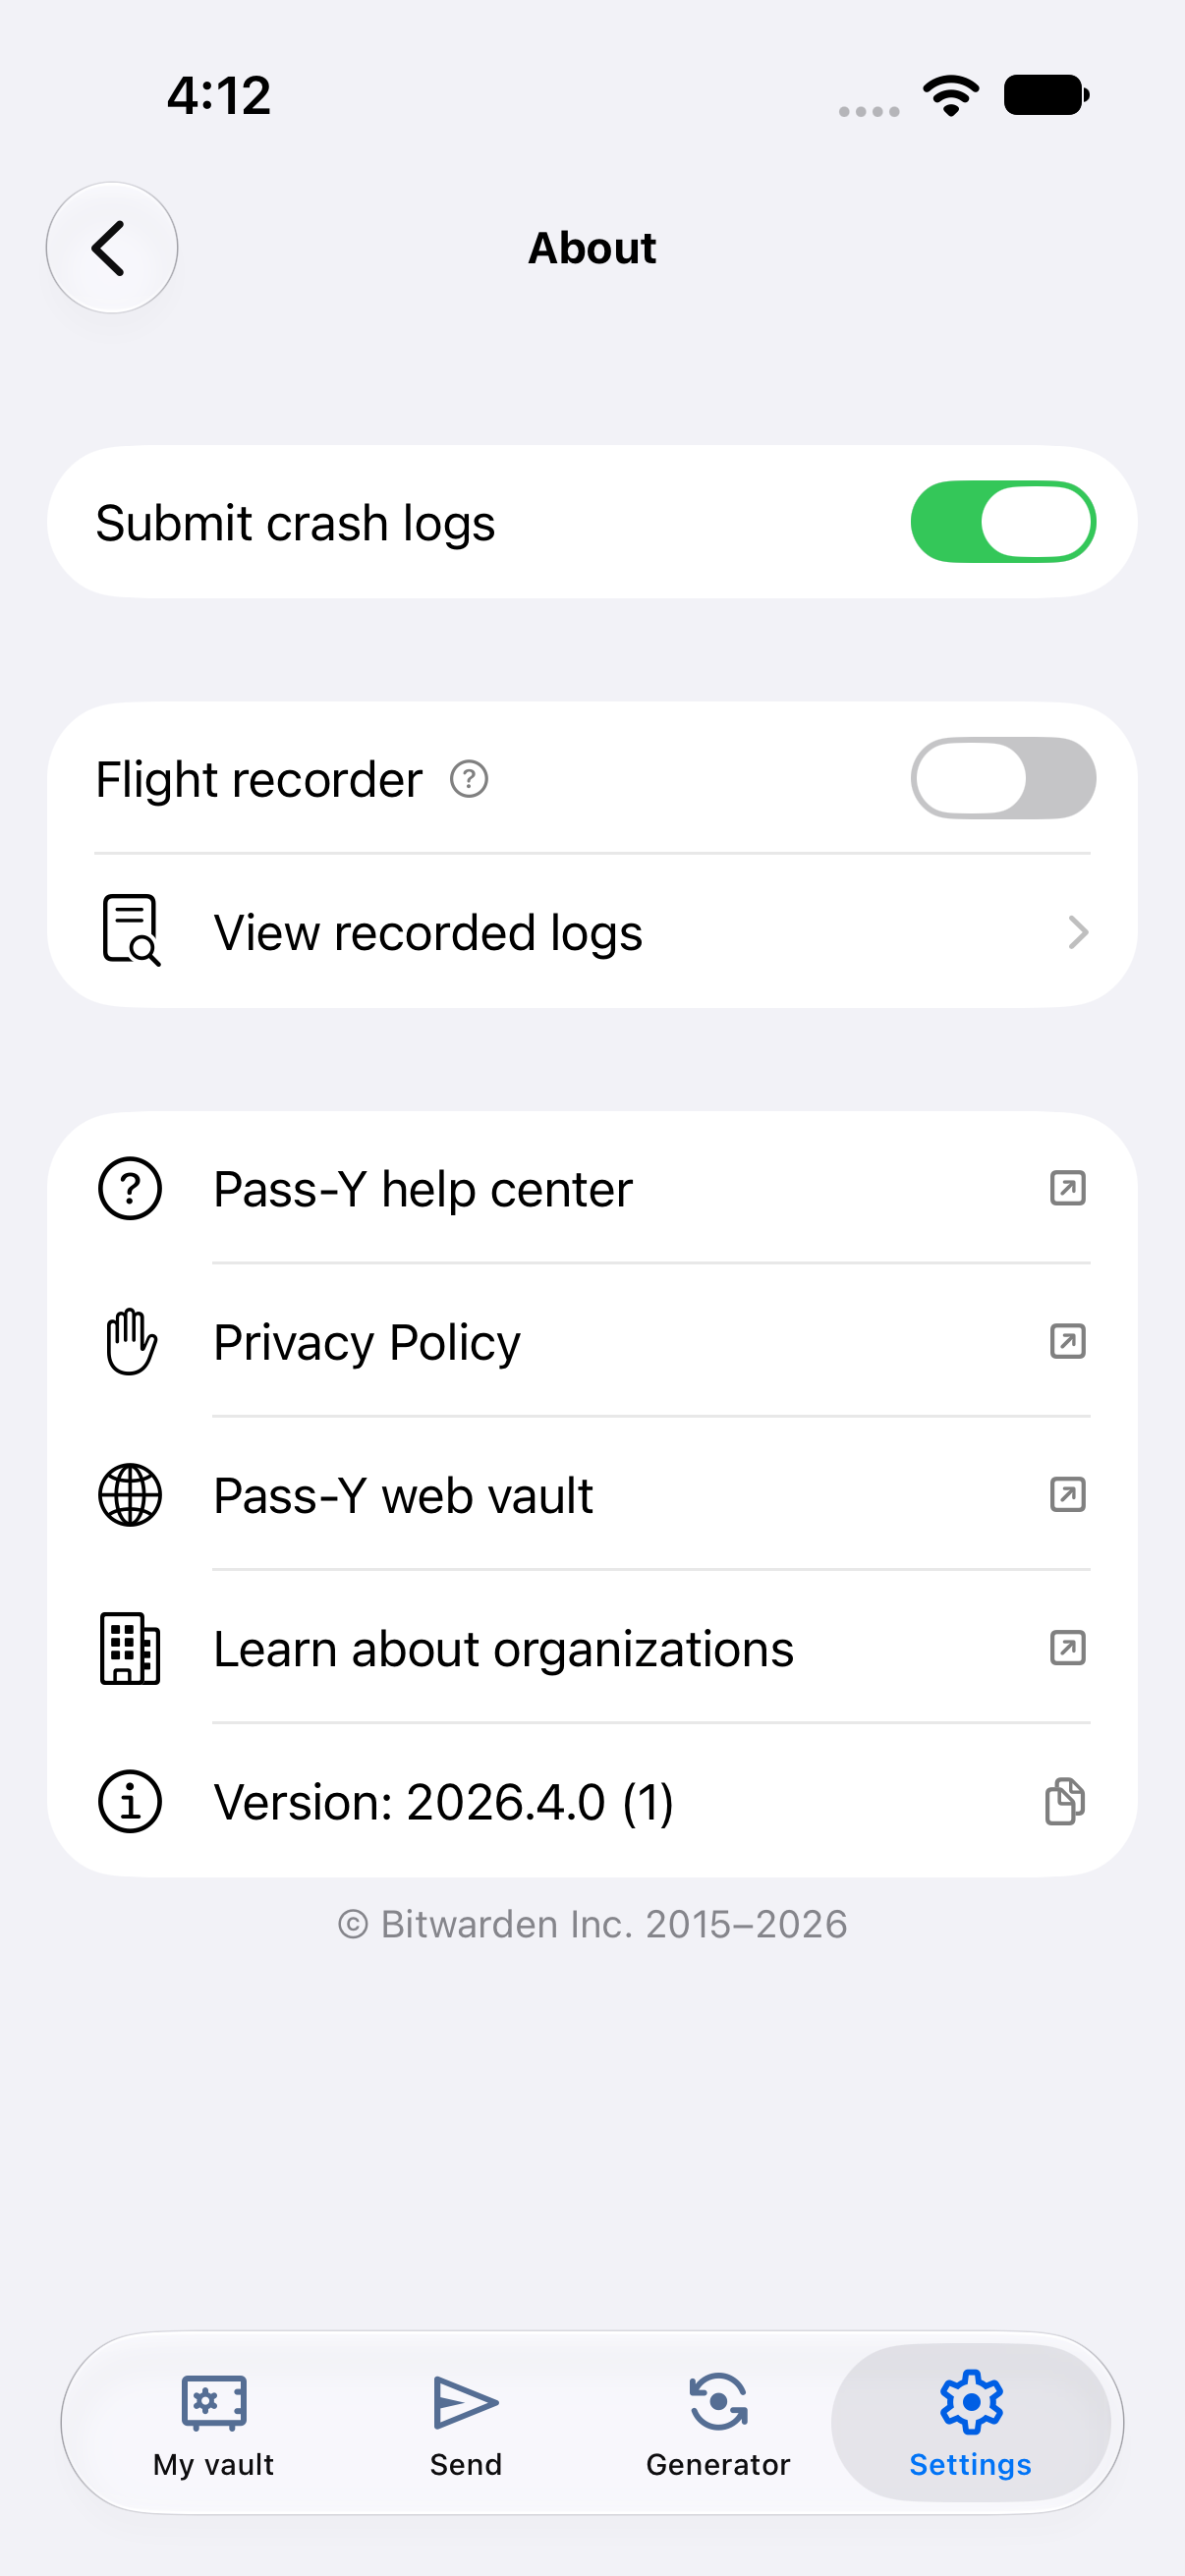 4:12
About
Submit crash logs
Flight recorder
View recorded logs
Pass-Y help center
Privacy Policy
Pass-Y web vault
Learn about organizations
Version: 2026.4.0 (1)
© Bitwarden Inc. 2015–2026
My vault
Send
Generator
Settings